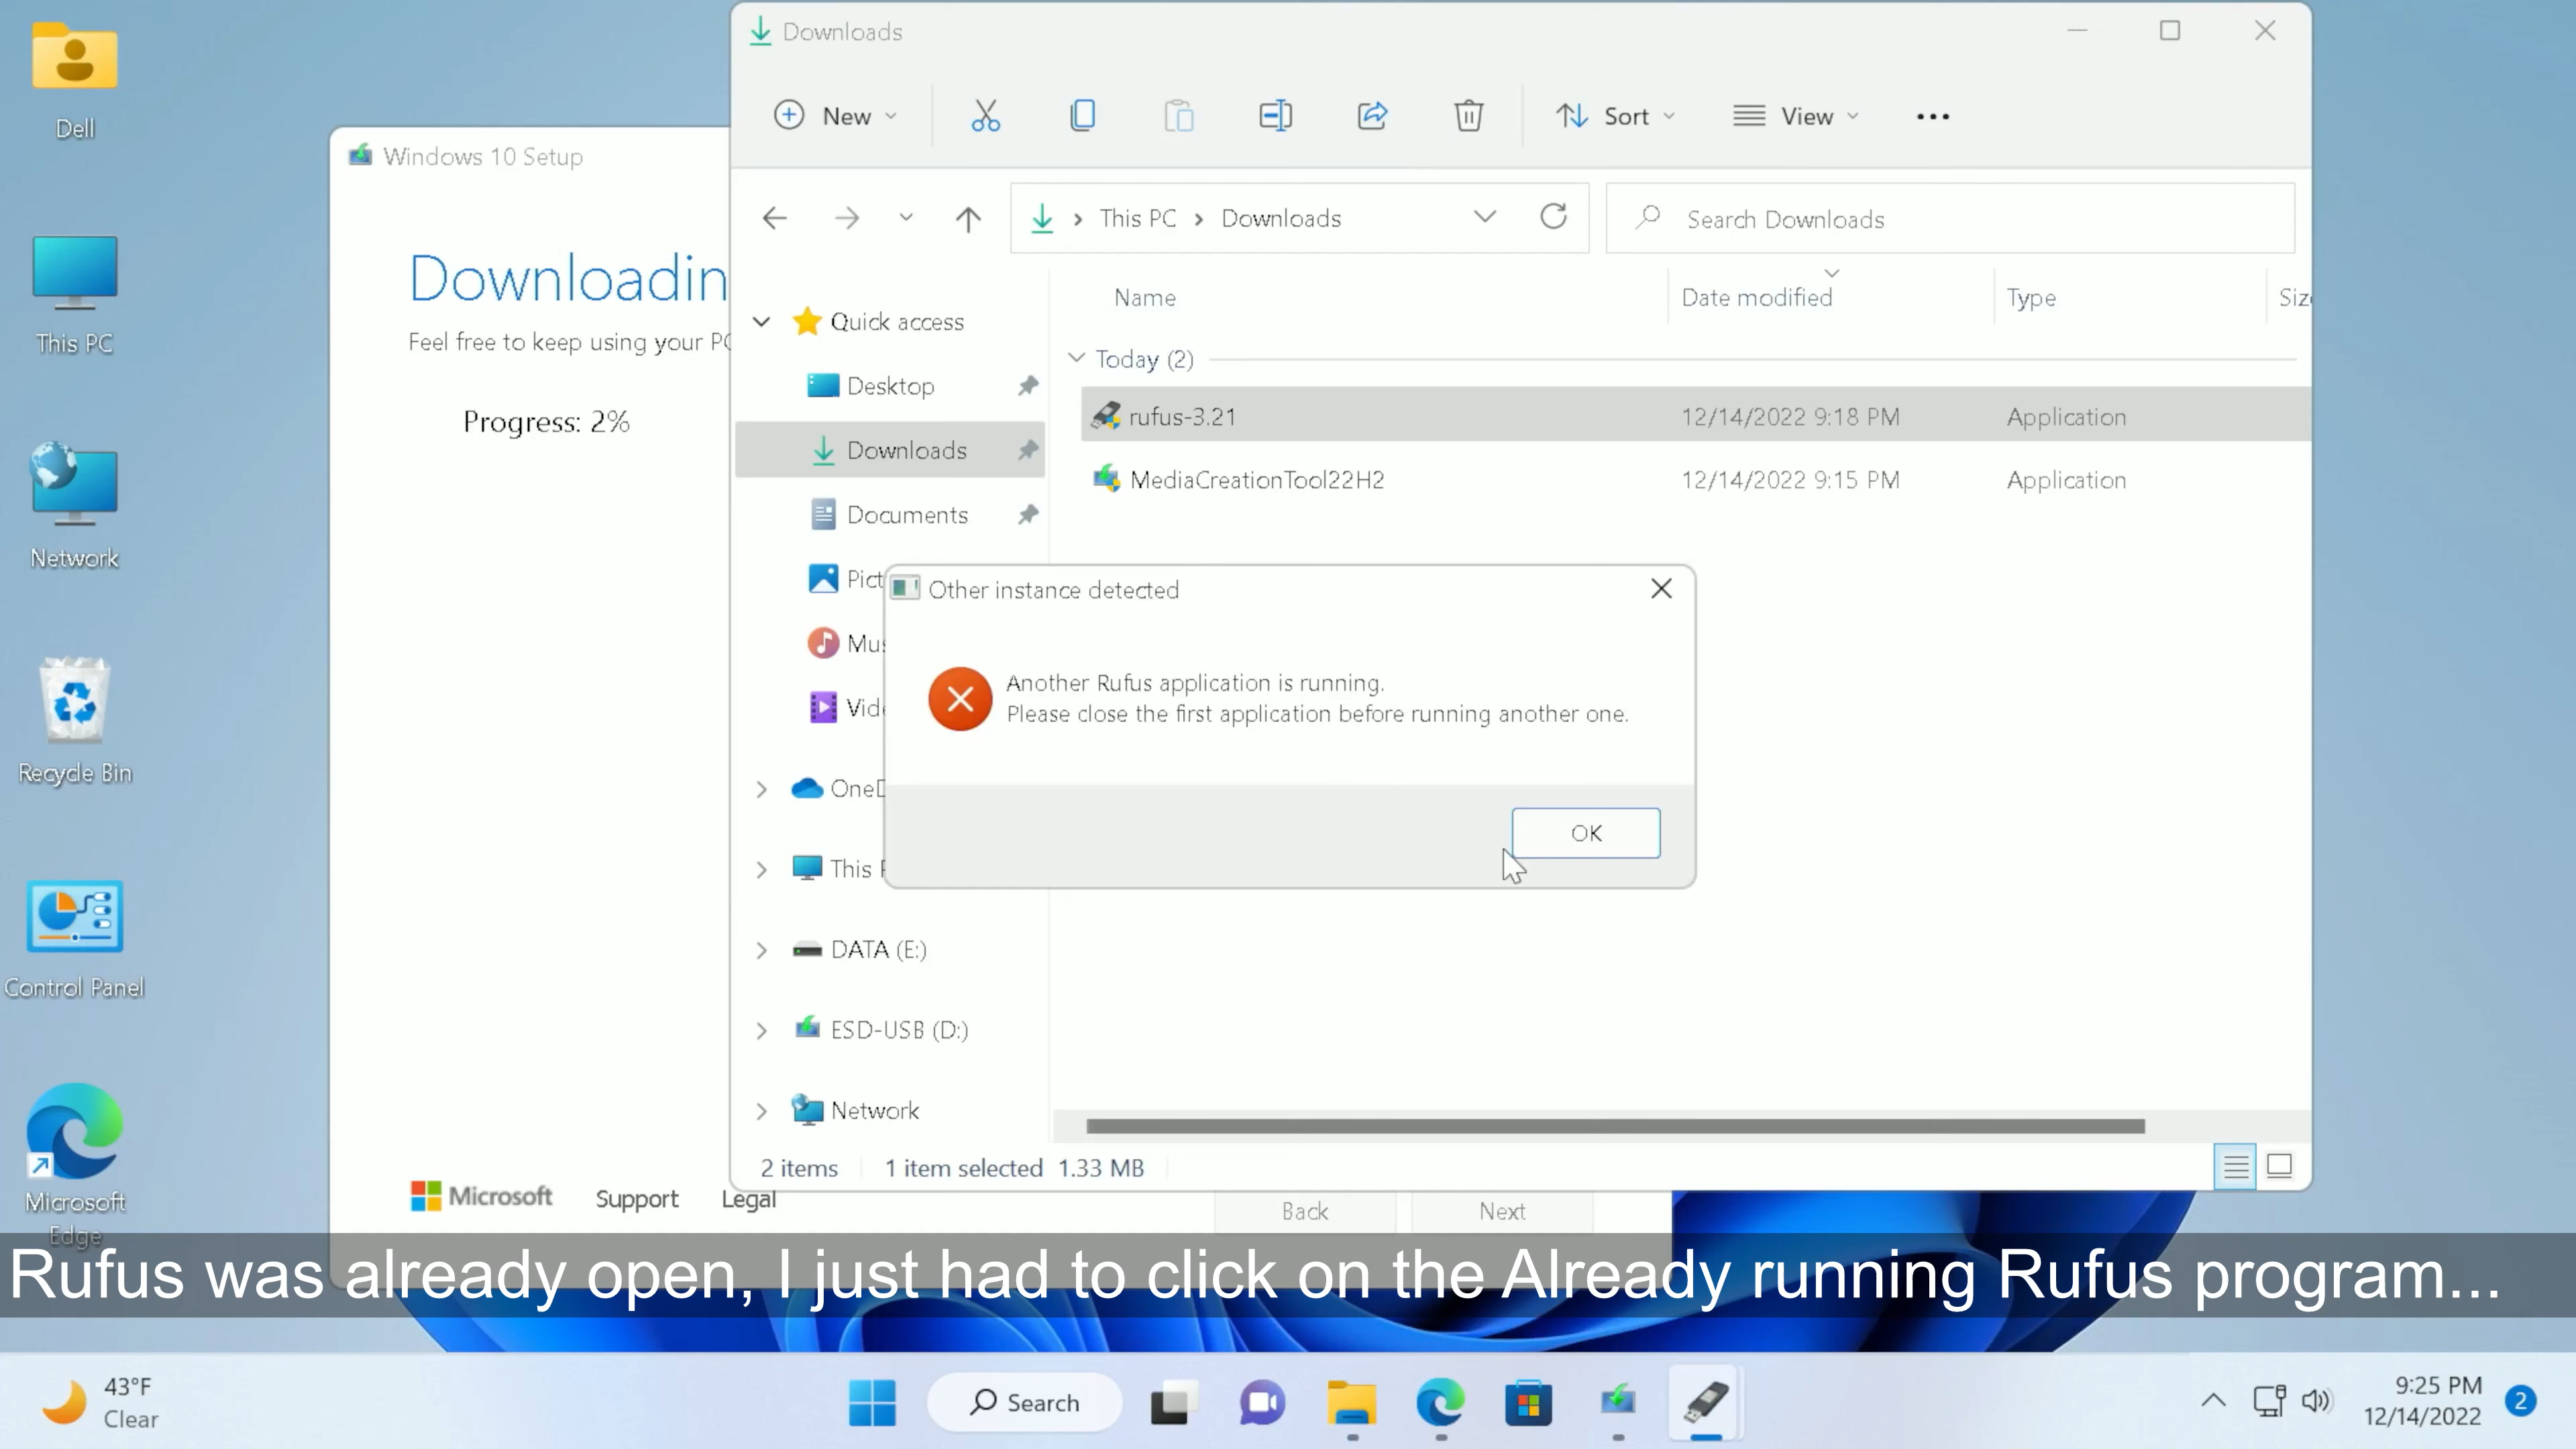 Dell
This PC
Network
Recycle Bin
Control Panel
Microsoft
Edge
Windows 10 Setup
Downloadin
Feel free to keep using your PC
Progress: 2%
Microsoft
Support
Legal
Back
Next
Downloads
New
Sort
View
This PC
Downloads
Search Downloads
Name
Date modified
Type
Siz
Quick access
Desktop
Downloads
Documents
Pict
Mus
Vide
OneD
This P
DATA (E:)
ESD-USB (D:)
Network
Today (2)
rufus-3.21 12/14/2022 9:18 PM Application
MediaCreationTool22H2 12/14/2022 9:15 PM Application
2 items 1 item selected 1.33 MB
Other instance detected
Another Rufus application is running.
Please close the first application before running another one.
OK
Rufus was already open, I just had to click on the Already running Rufus program...
43°F
Clear
Search
9:25 PM
12/14/2022
2